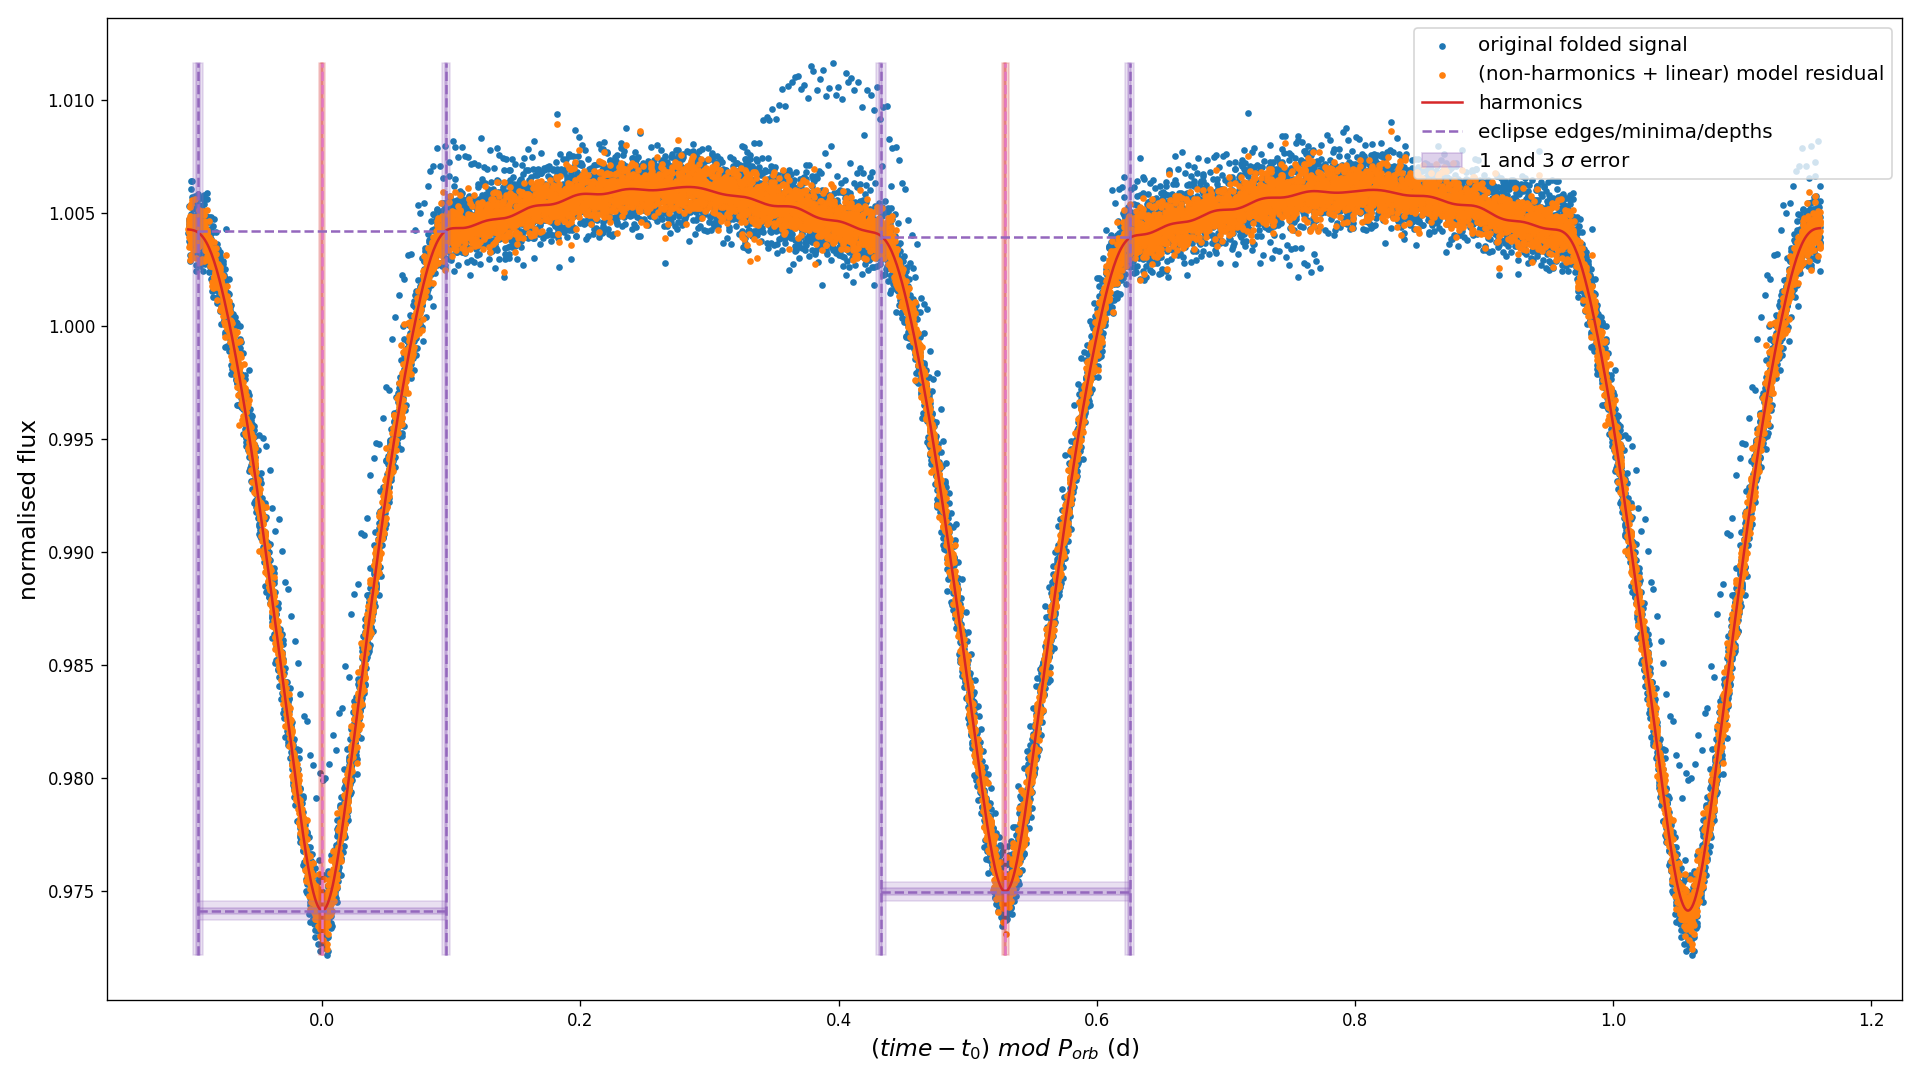 original folded signal
(non-harmonics + linear) model residual
harmonics
eclipse edges/minima/depths
1 and 3 σ error
normalised flux
1.010
1.005
1.000
0.995
0.990
0.985
0.980
0.975
0.0 0.2 0.4 0.6 0.8 1.0 1.2
(time − t₀) mod Pₒᵣb (d)